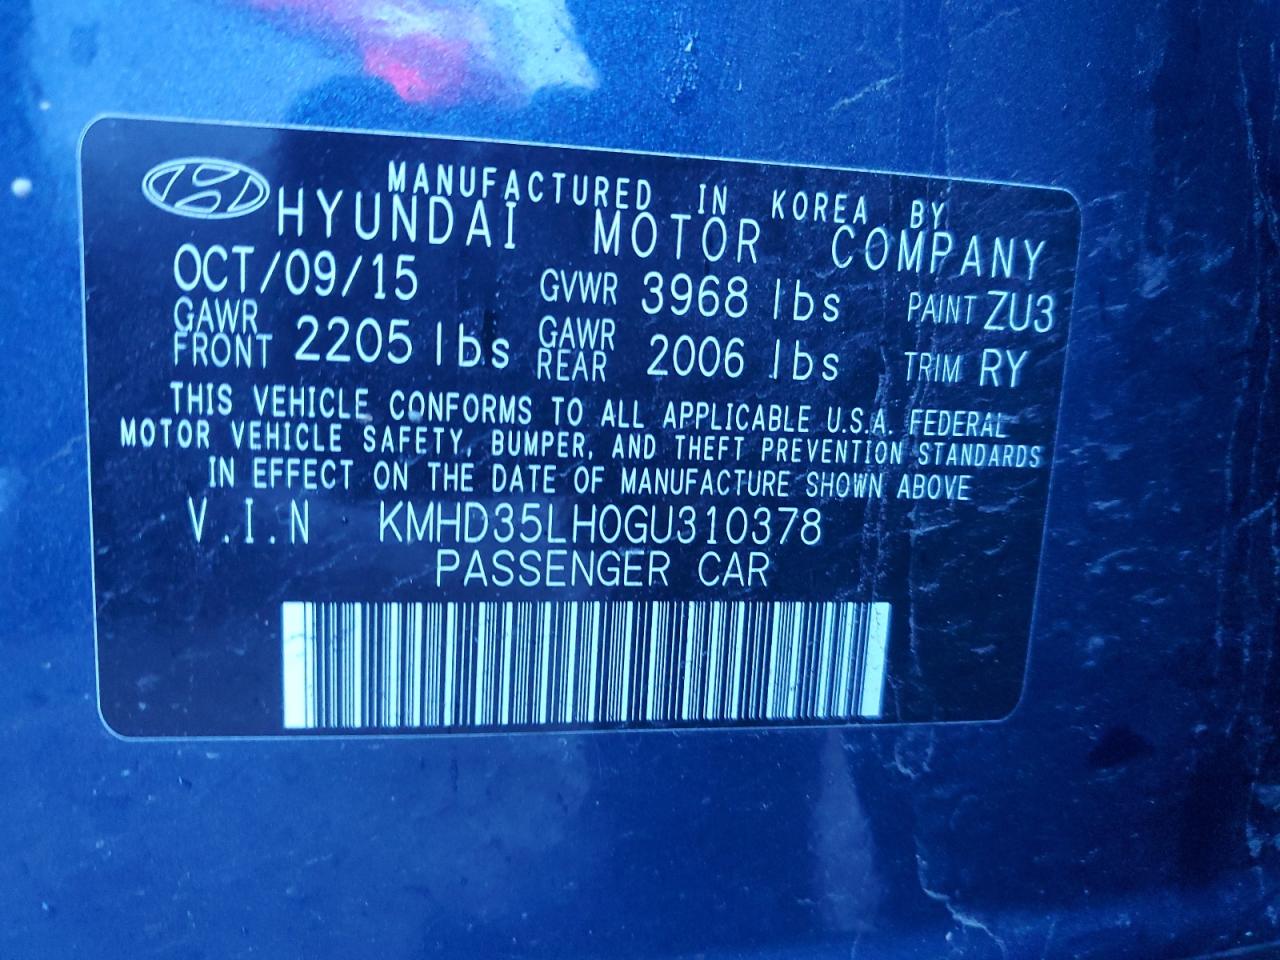 MANUFACTURED IN KOREA BY
HYUNDAI MOTOR COMPANY
OCT/09/15 GVWR 3968 lbs PAINT ZU3
GAWR FRONT 2205 lbs GAWR REAR 2006 lbs TRIM RY
THIS VEHICLE CONFORMS TO ALL APPLICABLE U.S.A. FEDERAL
MOTOR VEHICLE SAFETY, BUMPER, AND THEFT PREVENTION STANDARDS
IN EFFECT ON THE DATE OF MANUFACTURE SHOWN ABOVE
V.I.N KMHD35LH0GU310378
PASSENGER CAR